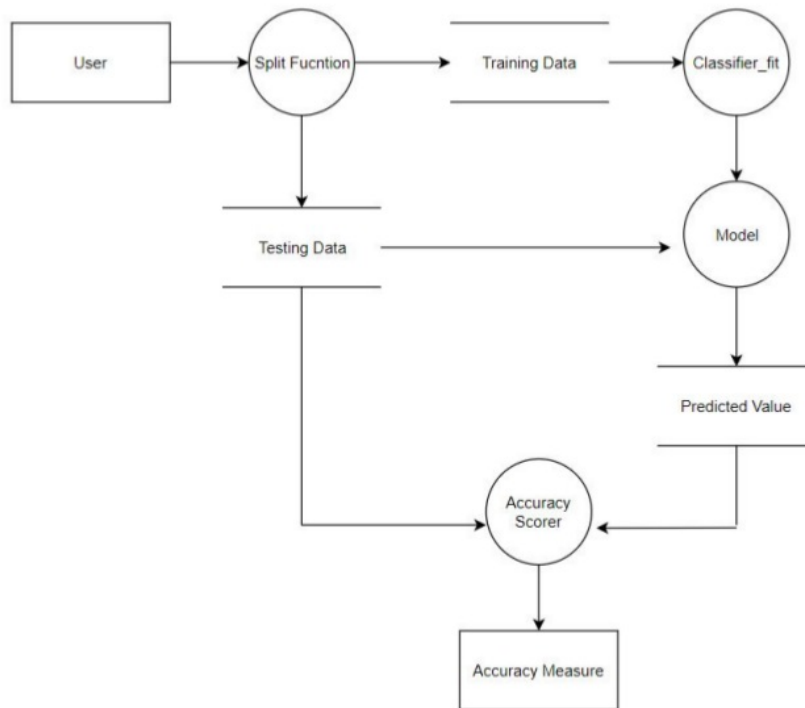 User
Split Fucntion
Training Data
Classifier_fit
Testing Data
Model
Predicted Value
Accuracy
Scorer
Accuracy Measure